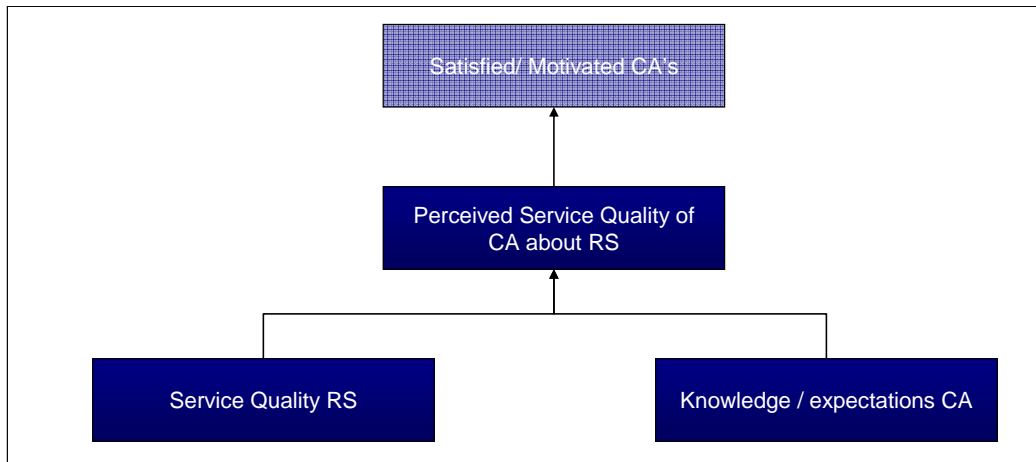 Satisfied/ Motivated CA's
Perceived Service Quality of
CA about RS
Service Quality RS
Knowledge / expectations CA